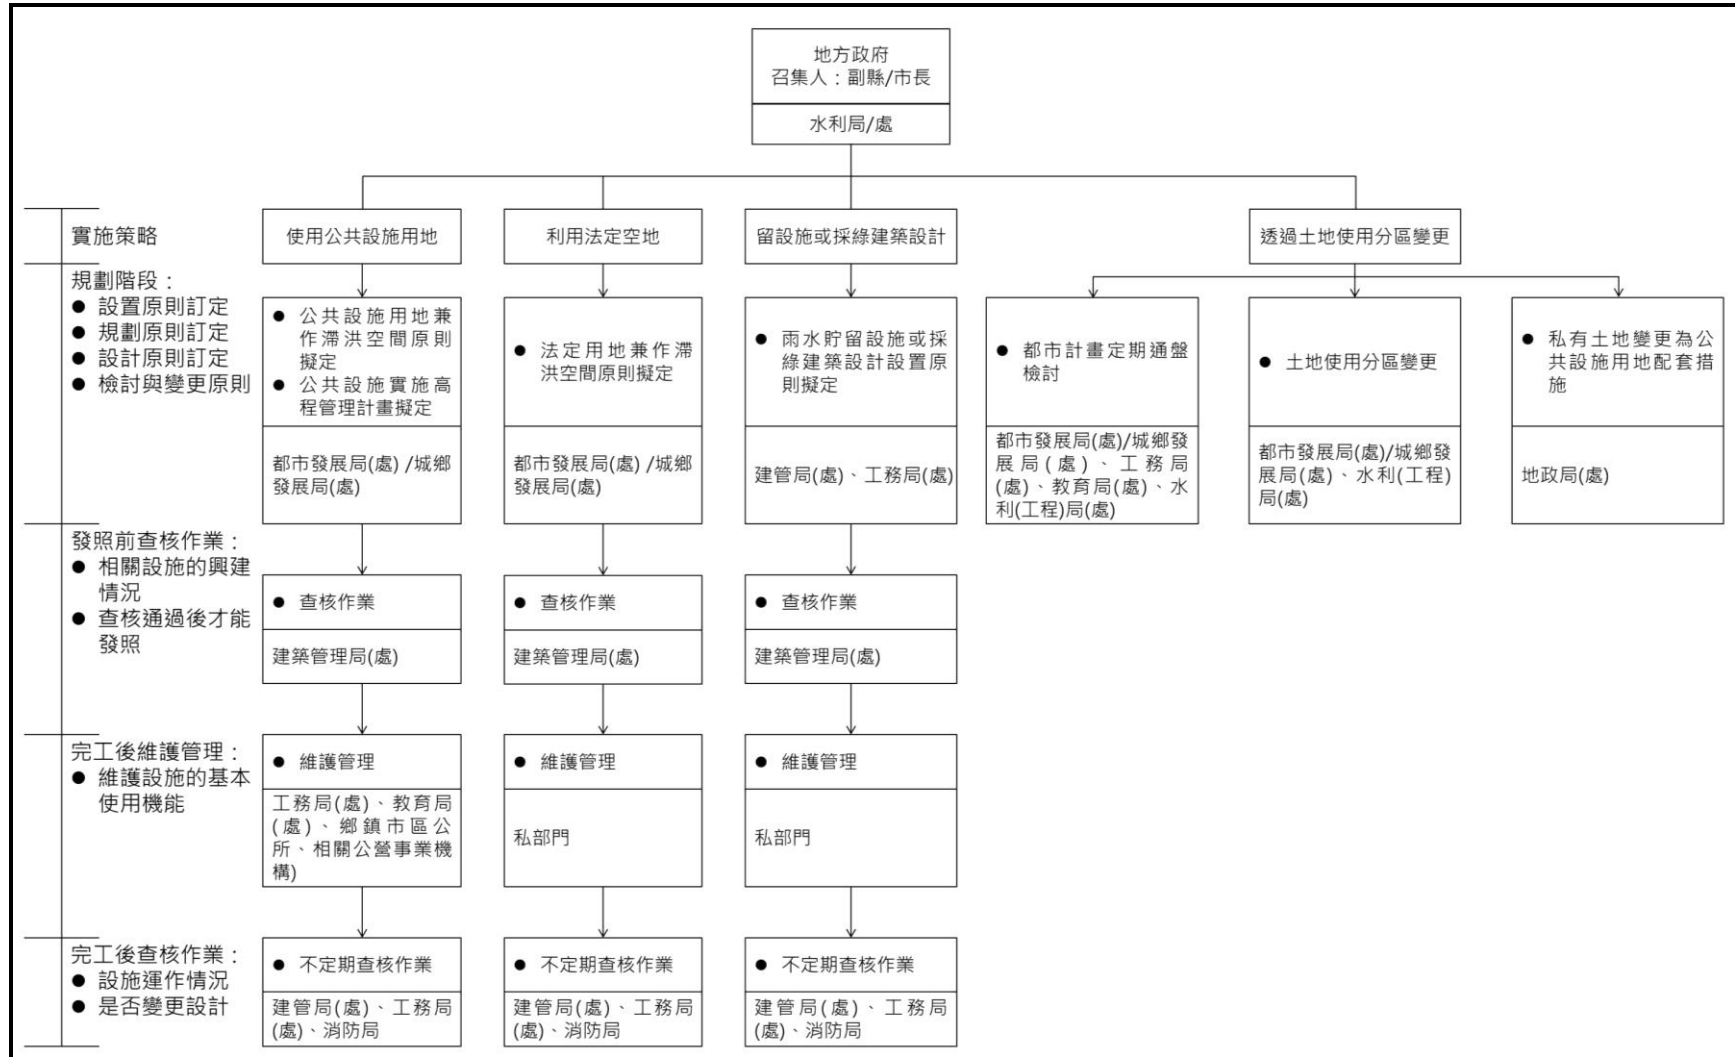 地方政府
召集人：副縣/市長
水利局/處
實施策略
使用公共設施用地
利用法定空地
留設施或採綠建築設計
透過土地使用分區變更
規劃階段：
● 設置原則訂定
● 規劃原則訂定
● 設計原則訂定
● 檢討與變更原則
● 公共設施用地兼
作滯洪空間原則
擬定
● 公共設施實施高
程管理計畫擬定
都市發展局(處) /城鄉
發展局(處)
● 法定用地兼作滯
洪空間原則擬定
都市發展局(處) /城鄉
發展局(處)
● 雨水貯留設施或採
綠建築設計設置原
則擬定
建管局(處)、工務局(處)
● 都市計畫定期通盤
檢討
都市發展局(處)/城鄉發
展局(處)、工務局
(處)、教育局(處)、水
利(工程)局(處)
● 土地使用分區變更
都市發展局(處)/城鄉發
展局(處)、水利(工程)
局(處)
● 私有土地變更為公
共設施用地配套措
施
地政局(處)
發照前查核作業：
● 相關設施的興建
情況
● 查核通過後才能
發照
● 查核作業
建築管理局(處)
● 查核作業
建築管理局(處)
● 查核作業
建築管理局(處)
完工後維護管理：
● 維護設施的基本
使用機能
● 維護管理
工務局(處)、教育局
(處)、鄉鎮市區公
所、相關公營事業機
構)
● 維護管理
私部門
● 維護管理
私部門
完工後查核作業：
● 設施運作情況
● 是否變更設計
● 不定期查核作業
建管局(處)、工務局
(處)、消防局
● 不定期查核作業
建管局(處)、工務局
(處)、消防局
● 不定期查核作業
建管局(處)、工務局
(處)、消防局